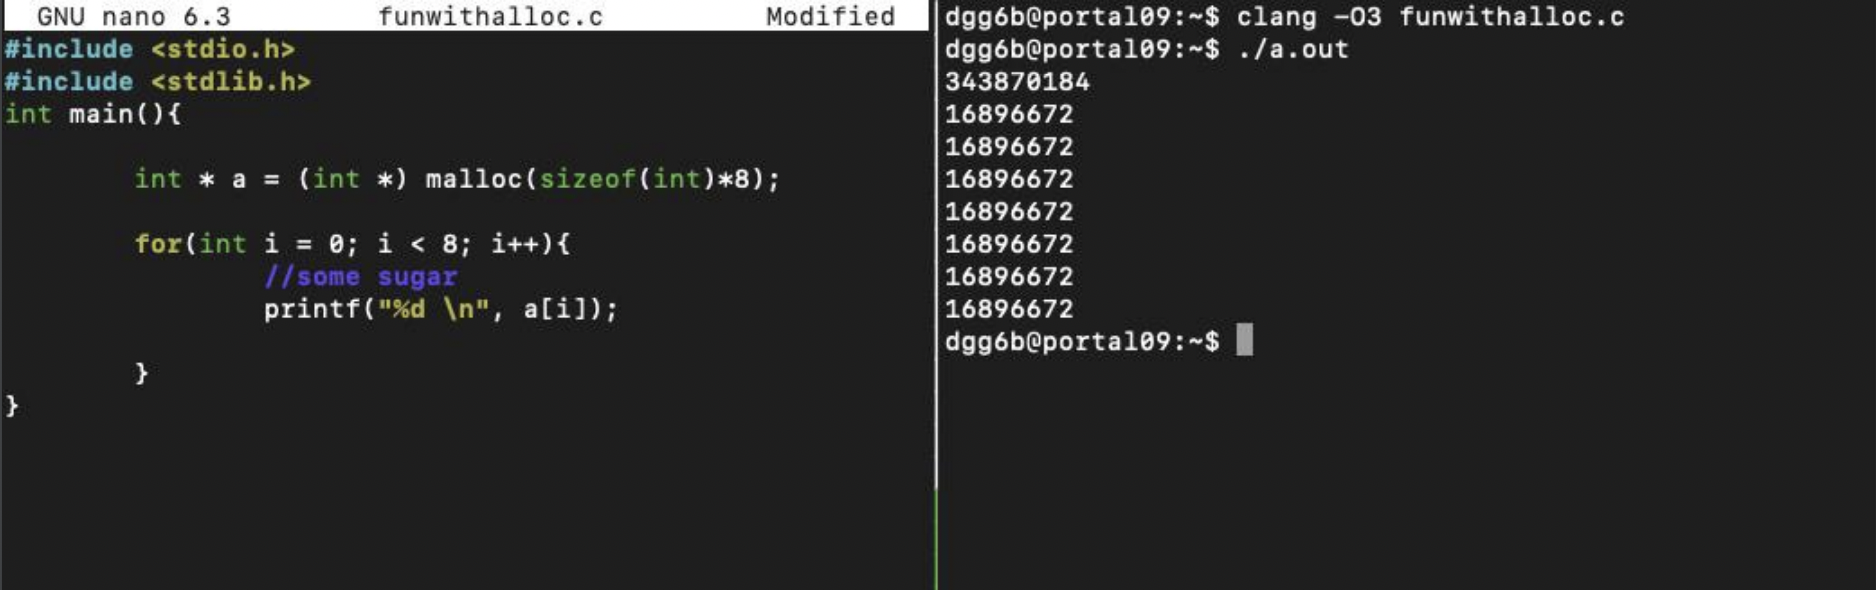 GNU nano 6.3 funwithalloc.c Modified
#include <stdio.h>
#include <stdlib.h>
int main(){
int * a = (int *) malloc(sizeof(int)*8);
for(int i = 0; i < 8; i++){
//some sugar
printf("%d \n", a[i]);
}
}
dgg6b@portal09:~$ clang -O3 funwithalloc.c
dgg6b@portal09:~$ ./a.out
343870184
16896672
16896672
16896672
16896672
16896672
16896672
16896672
dgg6b@portal09:~$